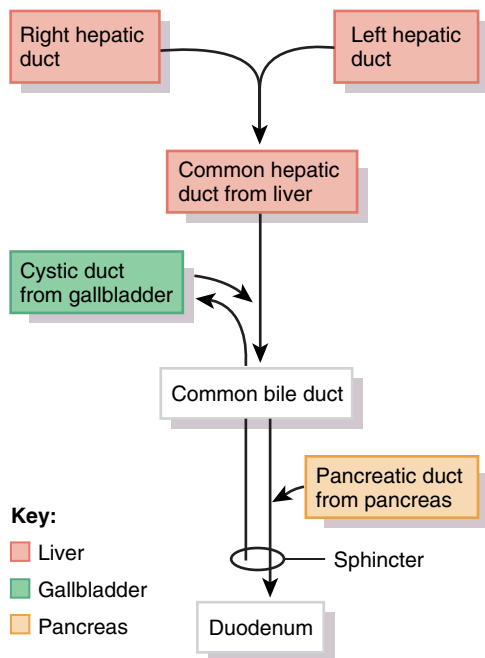 Right hepatic
duct
Left hepatic
duct
Common hepatic
duct from liver
Cystic duct
from gallbladder
Common bile duct
Pancreatic duct
from pancreas
Key:
Liver
Gallbladder
Pancreas
Sphincter
Duodenum